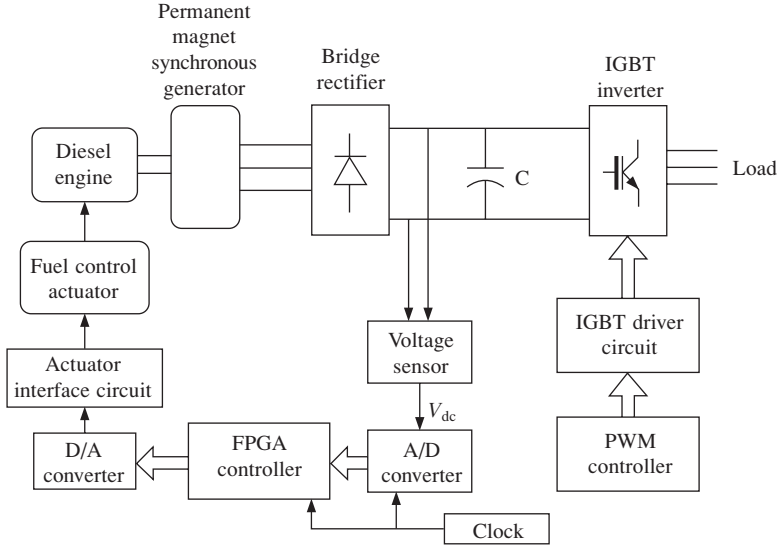 Permanent
magnet
synchronous
generator
Bridge
rectifier
IGBT
inverter
Diesel
engine
C
Load
Fuel control
actuator
IGBT driver
circuit
Voltage
sensor
Actuator
interface circuit
Vdc
D/A
converter
FPGA
controller
A/D
converter
PWM
controller
Clock